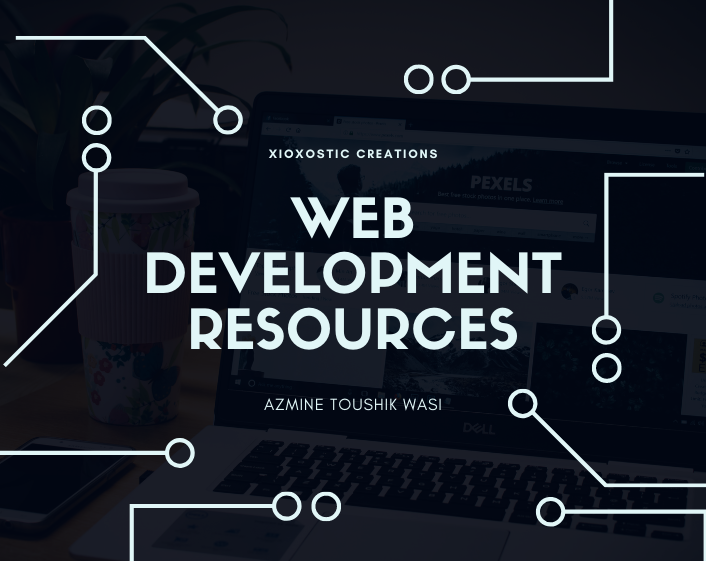 XIOXOSTIC CREATIONS
WEB
DEVELOPMENT
RESOURCES
AZMINE TOUSHIK WASI
PEXELS
DELL